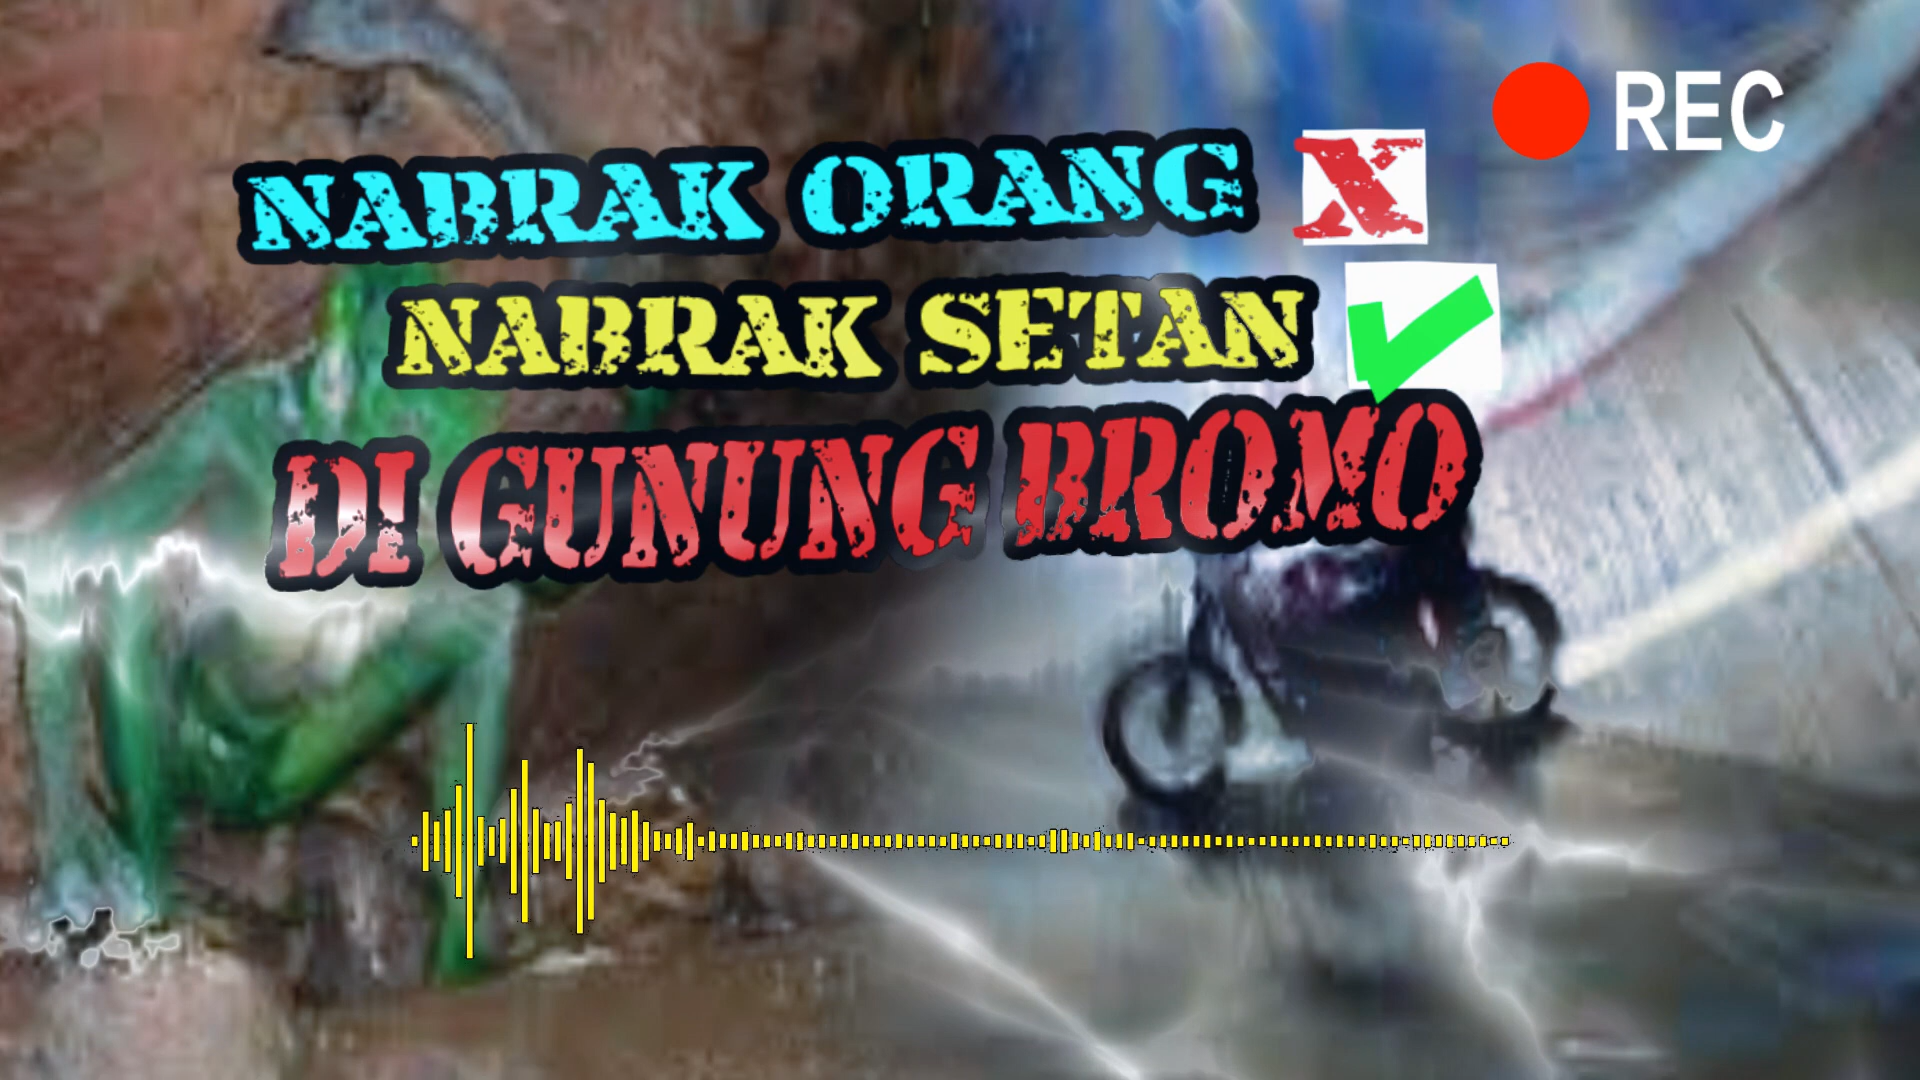 REC
NABRAK ORANG X
NABRAK SETAN ✔
DI GUNUNG BROMO